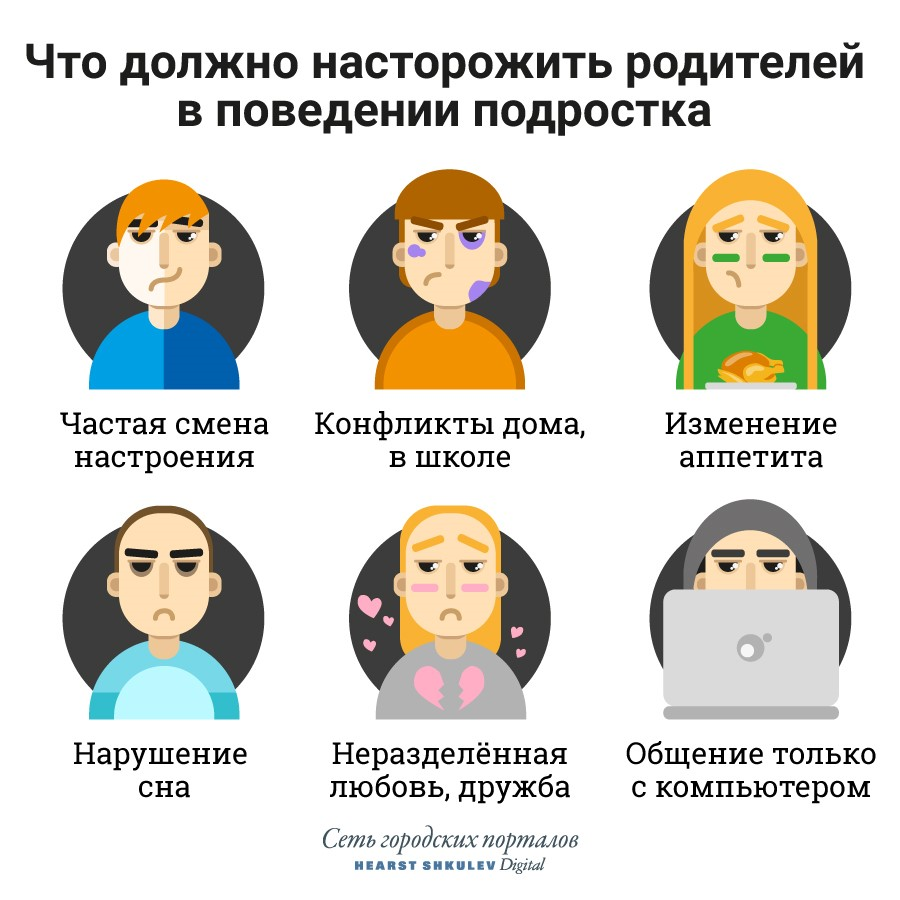 Что должно насторожить родителей
в поведении подростка
Частая смена
настроения
Конфликты дома,
в школе
Изменение
аппетита
Нарушение
сна
Неразделённая
любовь, дружба
Общение только
с компьютером
Сеть городских порталов
HEARST SHKULEV Digital